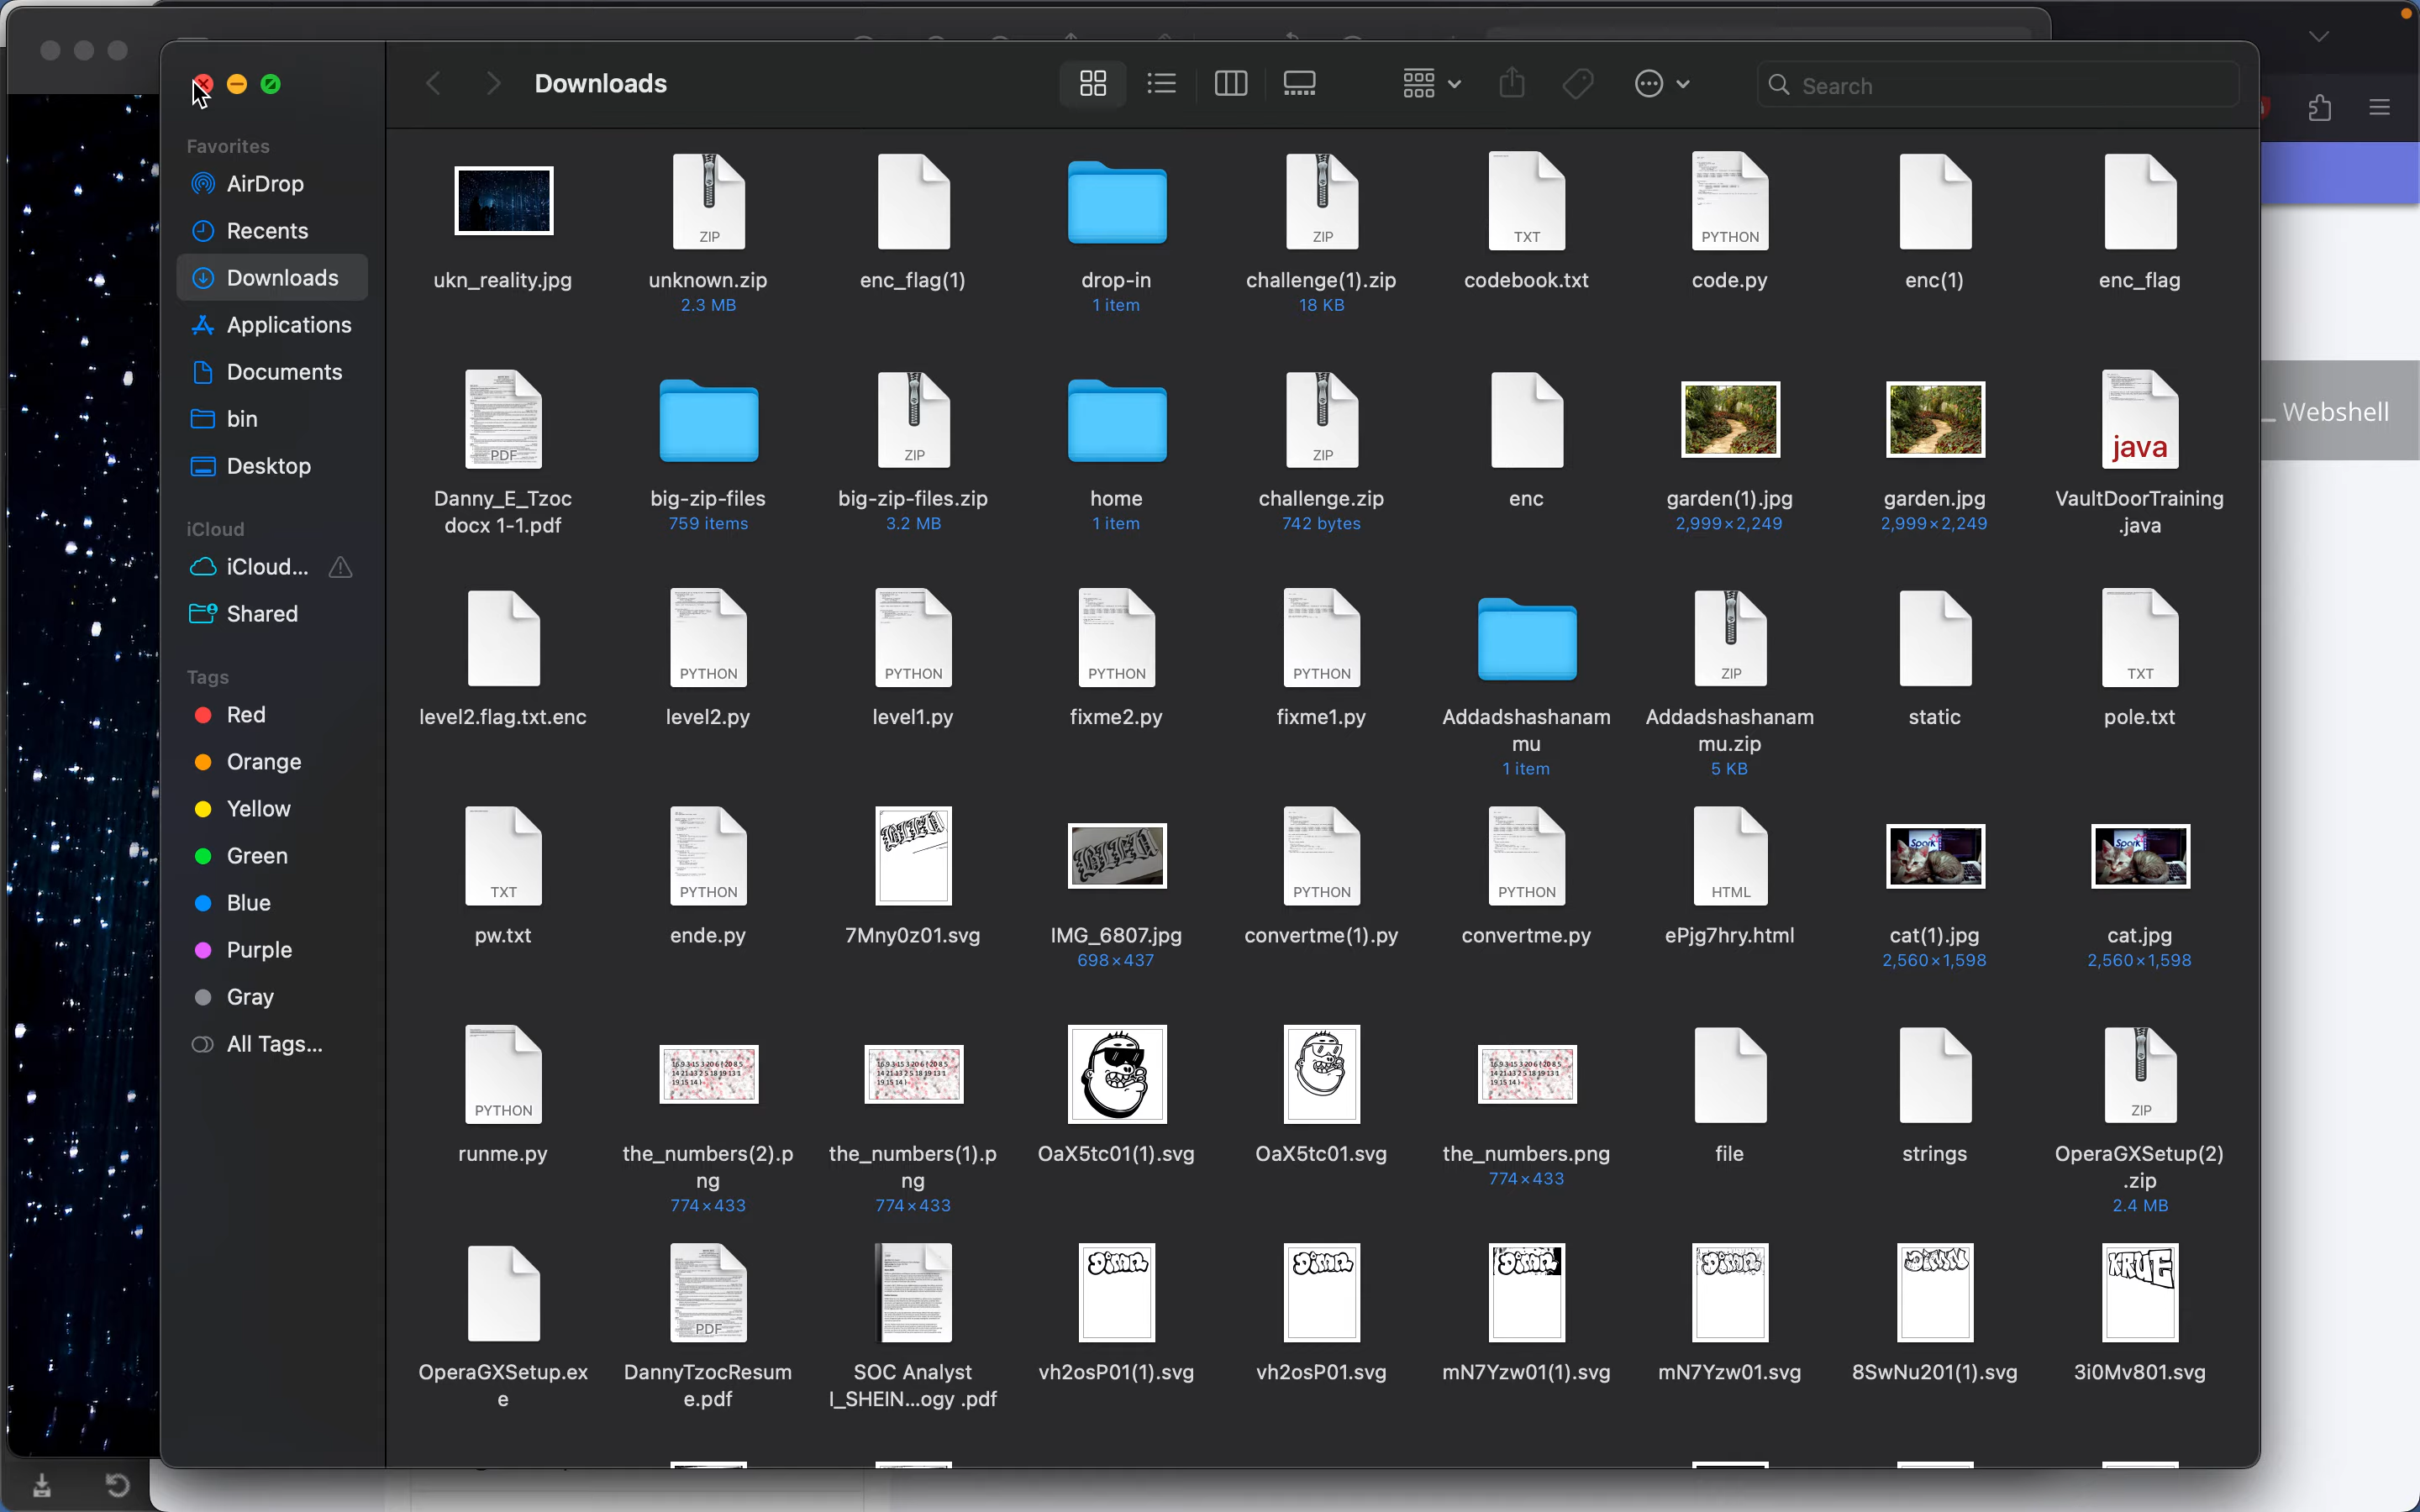 Downloads
Search
Favorites
AirDrop
Recents
Downloads
Applications
Documents
bin
Desktop
iCloud
iCloud...
Shared
Tags
Red
Orange
Yellow
Green
Blue
Purple
Gray
All Tags...
ZIP
ZIP
TXT
PYTHON
ukn_reality.jpg
unknown.zip
2.3 MB
enc_flag(1)
drop-in
1 item
challenge(1).zip
18 KB
codebook.txt
code.py
enc(1)
enc_flag
PDF
ZIP
ZIP
java
Danny_E_Tzoc
docx 1-1.pdf
big-zip-files
759 items
big-zip-files.zip
3.2 MB
home
1 item
challenge.zip
742 bytes
enc
garden(1).jpg
2,999×2,249
garden.jpg
2,999×2,249
VaultDoorTraining
.java
PYTHON
PYTHON
PYTHON
PYTHON
ZIP
TXT
level2.flag.txt.enc
level2.py
level1.py
fixme2.py
fixme1.py
Addadshashanam
mu
1 item
Addadshashanam
mu.zip
5 KB
static
pole.txt
TXT
PYTHON
PYTHON
PYTHON
HTML
Spark
Spark
pw.txt
ende.py
7Mny0z01.svg
IMG_6807.jpg
698×437
convertme(1).py
convertme.py
ePjg7hry.html
cat(1).jpg
2,560×1,598
cat.jpg
2,560×1,598
PYTHON
ZIP
runme.py
the_numbers(2).p
ng
774×433
the_numbers(1).p
ng
774×433
OaX5tc01(1).svg
OaX5tc01.svg
the_numbers.png
774×433
file
strings
OperaGXSetup(2)
.zip
2.4 MB
PDF
OperaGXSetup.ex
e
DannyTzocResum
e.pdf
SOC Analyst
I_SHEIN...ogy .pdf
vh2osP01(1).svg
vh2osP01.svg
mN7Yzw01(1).svg
mN7Yzw01.svg
8SwNu201(1).svg
3i0Mv801.svg
Webshell